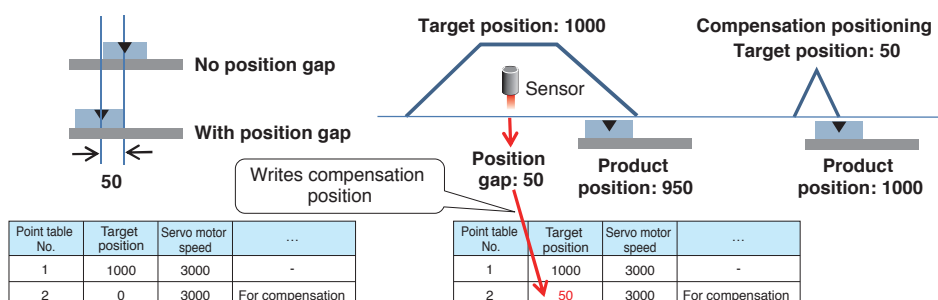 Target position: 1000
Compensation positioning
Target position: 50
No position gap
Sensor
With position gap
50
Position
gap: 50
Product
position: 950
Product
position: 1000
Writes compensation
position
Point table
No.
Target
position
Servo motor
speed
…
1
1000
3000
-
2
0
3000
For compensation
Point table
No.
Target
position
Servo motor
speed
…
1
1000
3000
-
2
50
3000
For compensation